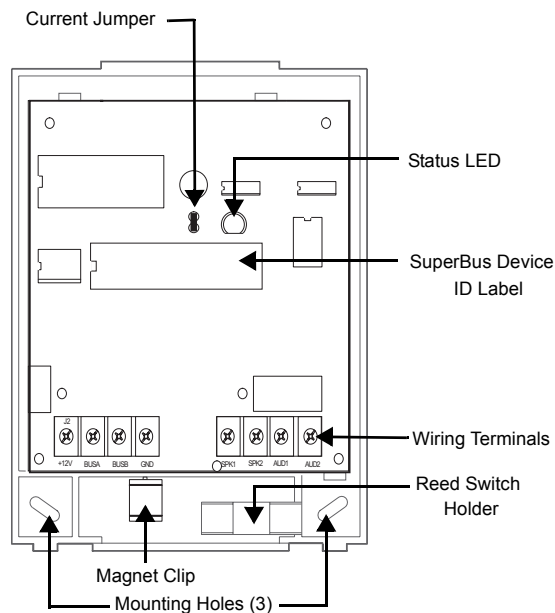 Current Jumper
Status LED
SuperBus Device
ID Label
J2
+12V BUSA BUSB GND SPK1 SPK2 AUD1 AUD2
Wiring Terminals
Reed Switch
Holder
Magnet Clip
Mounting Holes (3)